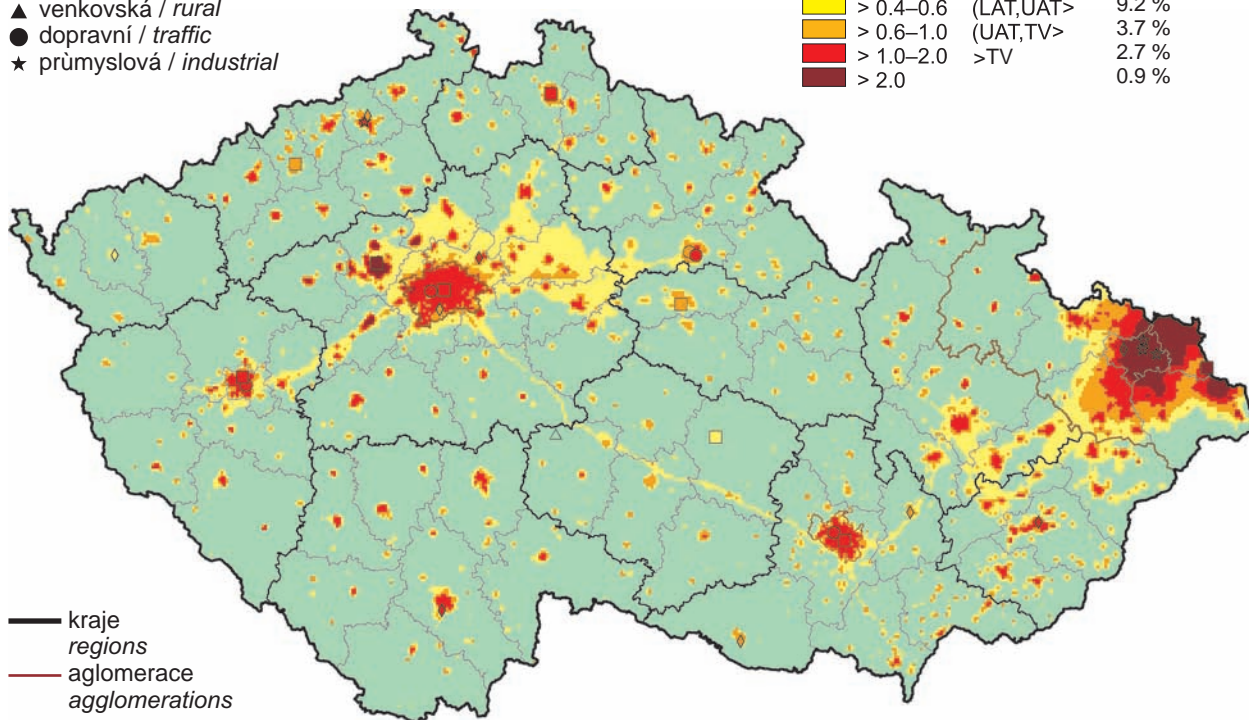 venkovská / rural
dopravní / traffic
prùmyslová / industrial
> 0.4–0.6 (LAT,UAT> 9.2 %
> 0.6–1.0 (UAT,TV> 3.7 %
> 1.0–2.0 >TV 2.7 %
> 2.0 0.9 %
kraje
regions
aglomerace
agglomerations